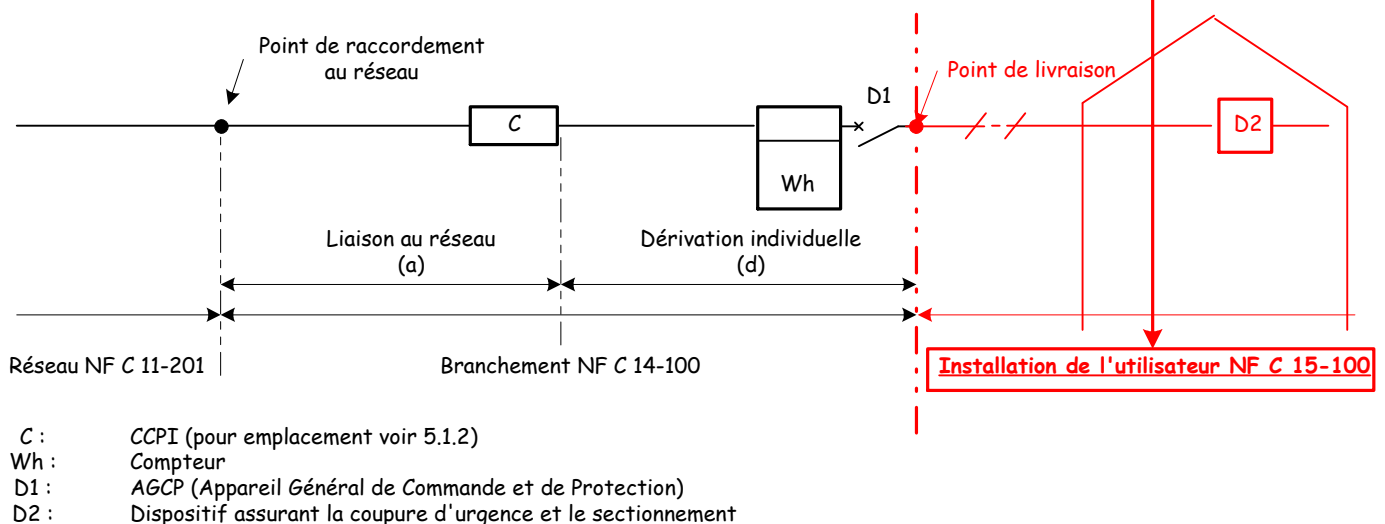 Point de raccordement
au réseau
Point de livraison
D1
C
D2
Wh
Liaison au réseau
(a)
Dérivation individuelle
(d)
Réseau NF C 11-201
Branchement NF C 14-100
Installation de l'utilisateur NF C 15-100
C : CCPI (pour emplacement voir 5.1.2)
Wh : Compteur
D1 : AGCP (Appareil Général de Commande et de Protection)
D2 : Dispositif assurant la coupure d'urgence et le sectionnement